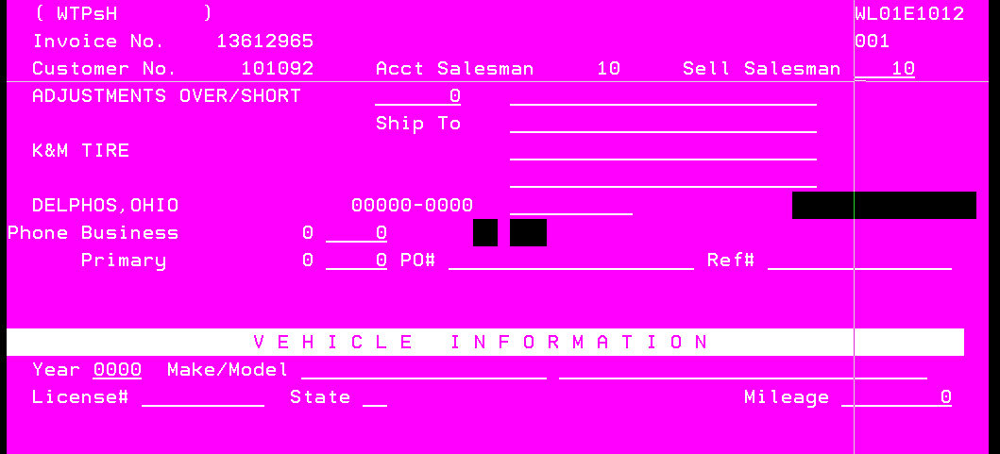 ( WTPsH ) WL01E1012
Invoice No. 13612965 001
Customer No. 101092 Acct Salesman 10 Sell Salesman 10
ADJUSTMENTS OVER/SHORT 0
Ship To
K&M TIRE
DELPHOS,OHIO 00000-0000
Phone Business 0 0
Primary 0 0 PO# Ref#
VEHICLE INFORMATION
Year 0000 Make/Model
License# State Mileage 0